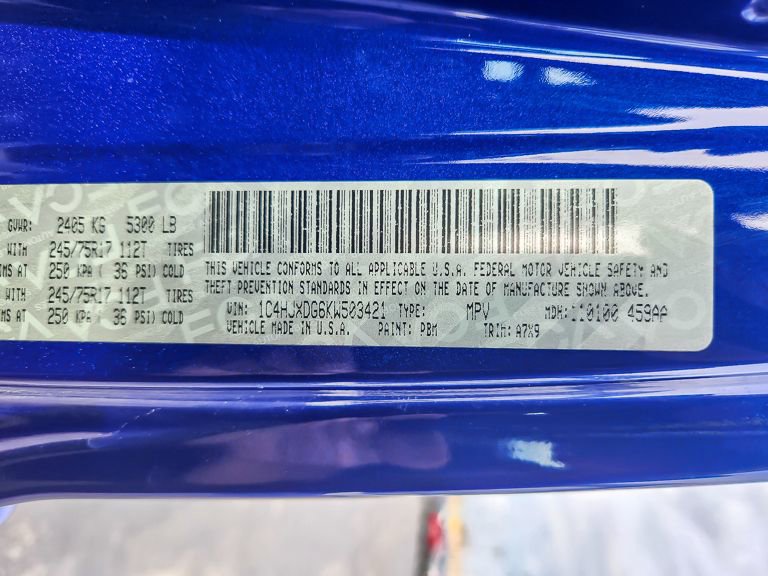 GVWR: 2405 KG 5300 LB
WITH 245/75R17 112T TIRES
MS AT 250 KPA ( 36 PSI) COLD
WITH 245/75R17 112T TIRES
MS AT 250 KPA ( 36 PSI) COLD
THIS VEHICLE CONFORMS TO ALL APPLICABLE U.S.A. FEDERAL MOTOR VEHICLE SAFETY AND
THEFT PREVENTION STANDARDS IN EFFECT ON THE DATE OF MANUFACTURE SHOWN ABOVE.
VIN: 1C4HJXDG6KW503421 TYPE: MPV MDH: 110100 459AA
VEHICLE MADE IN U.S.A. PAINT: PBM TRIM: A7X9